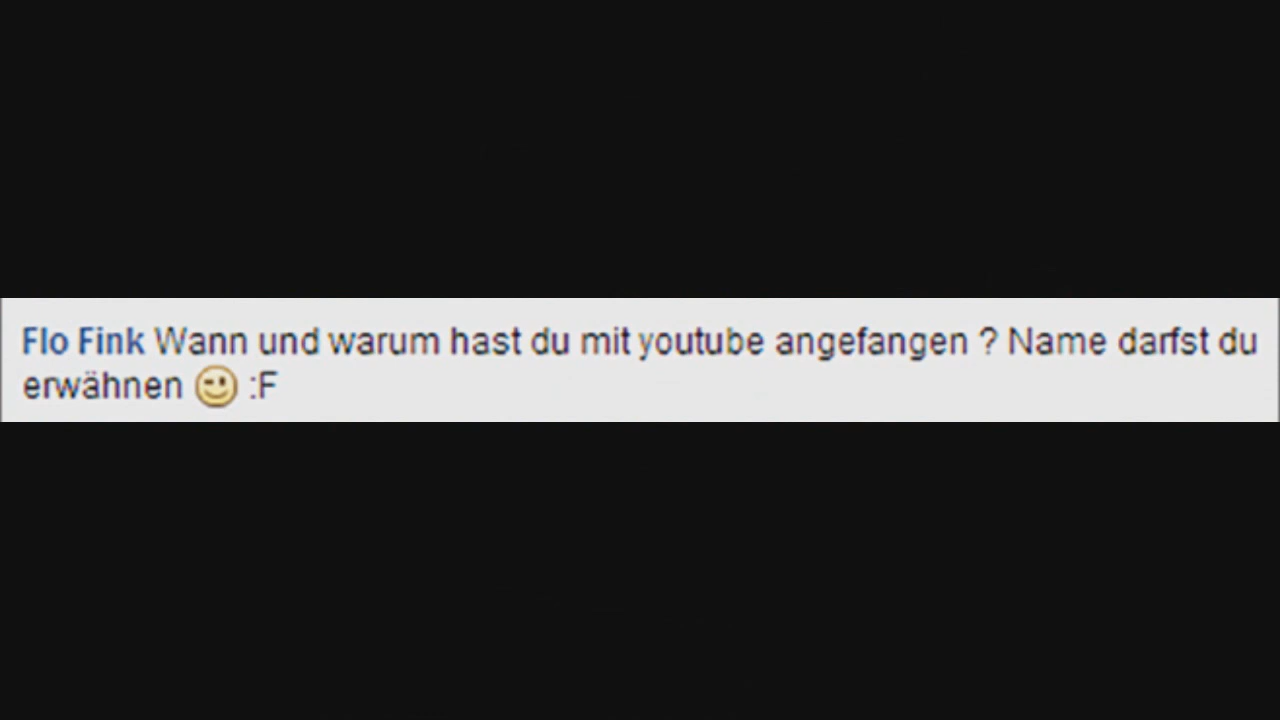 Flo Fink Wann und warum hast du mit youtube angefangen ? Name darfst du
erwähnen 😉 :F